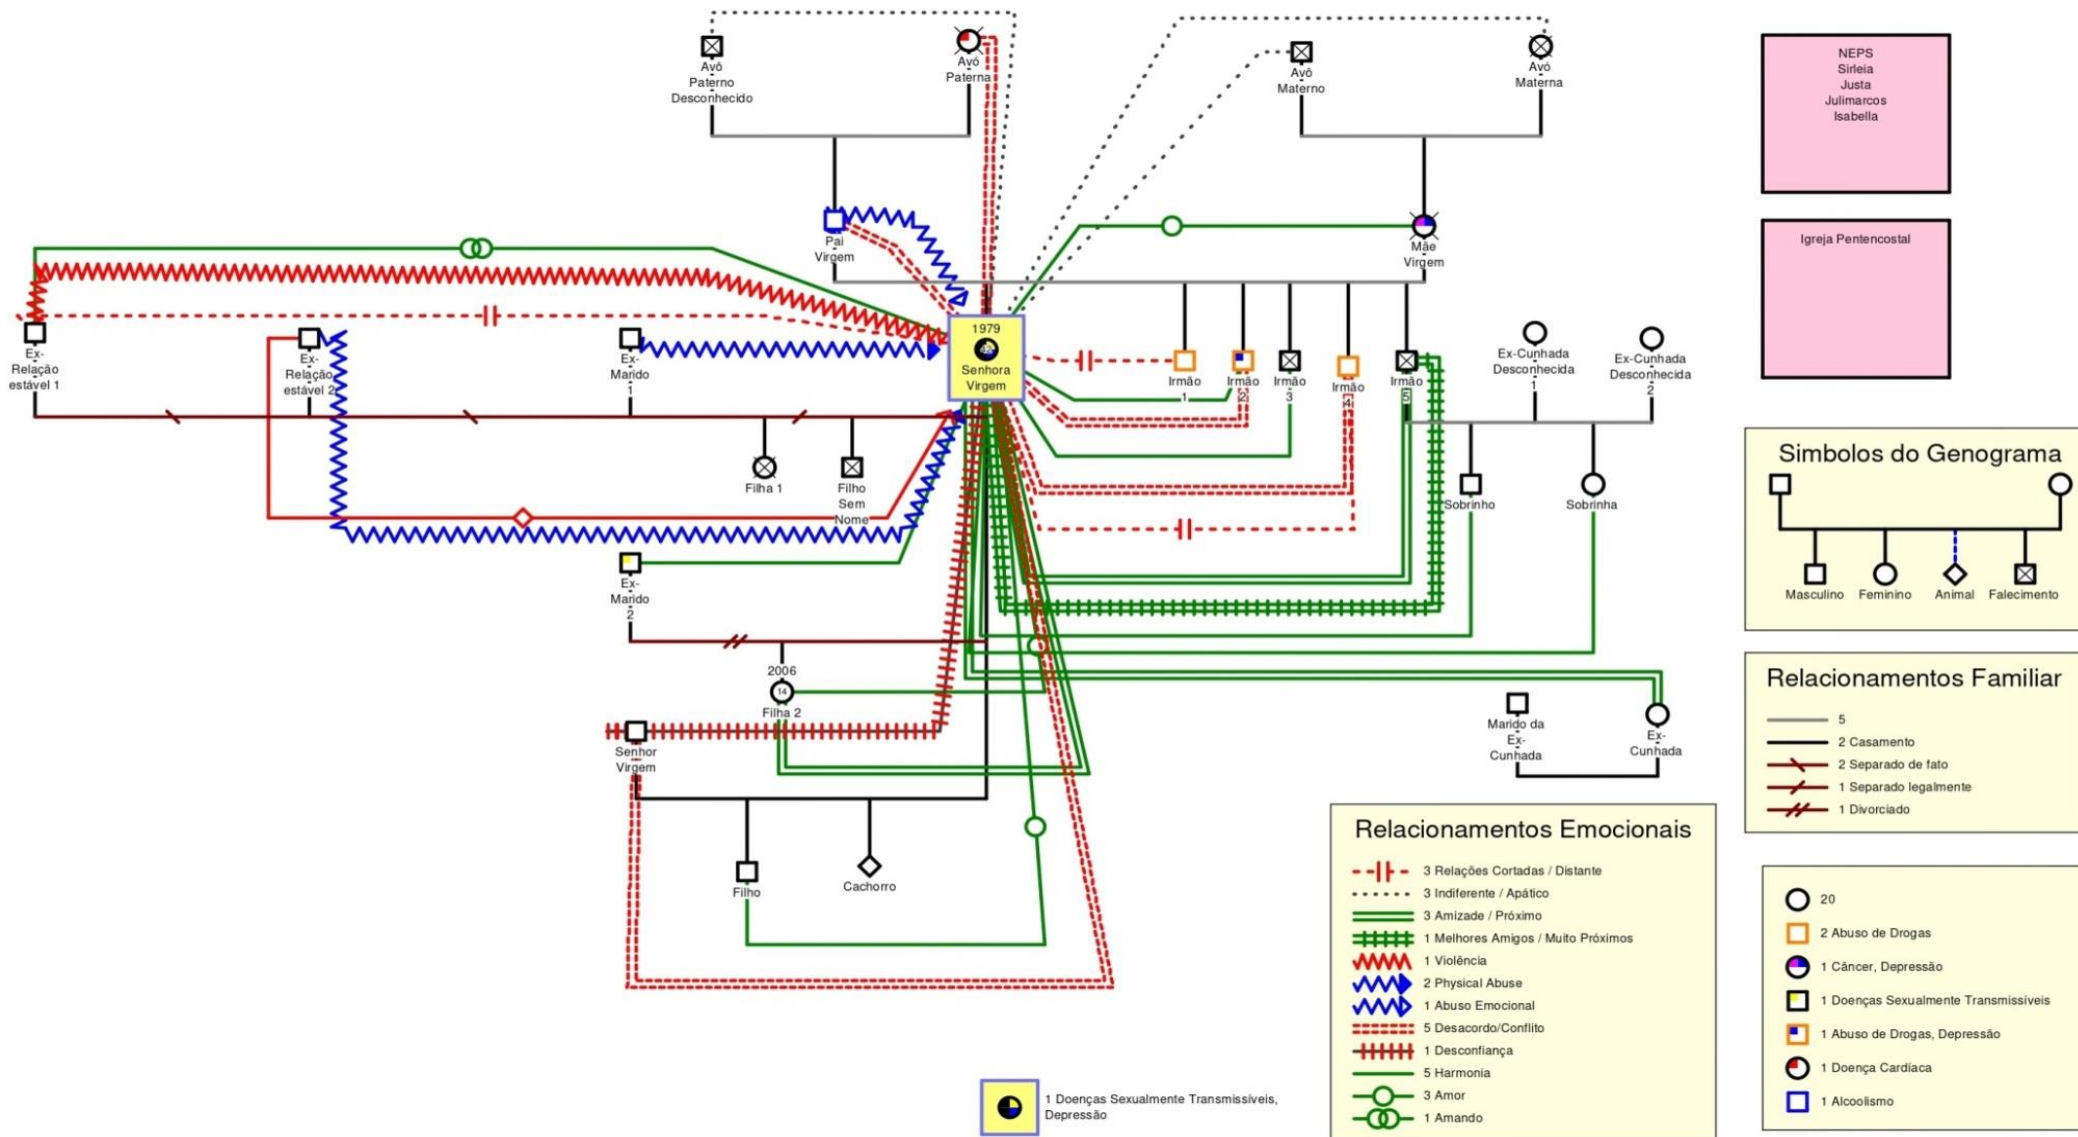 Avô
Paterno
Desconhecido
Avó
Paterna
Avô
Materno
Avó
Materna
NEPS
Sirleia
Justa
Julimarcos
Isabella
Igreja Pentencostal
Pai
Virgem
Mãe
Virgem
Ex-
Relação
estável 1
Ex-
Relação
estável 2
Ex-
Marido
1
1979
Senhora
Virgem
Irmão
1
Irmão
2
Irmão
3
Irmão
4
Irmão
5
Ex-Cunhada
Desconhecida
1
Ex-Cunhada
Desconhecida
2
Filha 1
Filho
Sem
Nome
Sobrinho
Sobrinha
Ex-
Marido
2
2006
14
Filha 2
Senhor
Virgem
Marido da
Ex-
Cunhada
Ex-
Cunhada
Filho
Cachorro
Simbolos do Genograma
Masculino
Feminino
Animal
Falecimento
Relacionamentos Familiar
5
2 Casamento
2 Separado de fato
1 Separado legalmente
1 Divorciado
Relacionamentos Emocionais
3 Relações Cortadas / Distante
3 Indiferente / Apático
3 Amizade / Próximo
1 Melhores Amigos / Muito Próximos
1 Violência
2 Physical Abuse
1 Abuso Emocional
5 Desacordo/Conflito
1 Desconfiança
5 Harmonia
3 Amor
1 Amando
20
2 Abuso de Drogas
1 Câncer, Depressão
1 Doenças Sexualmente Transmissíveis
1 Abuso de Drogas, Depressão
1 Doença Cardíaca
1 Alcoolismo
1 Doenças Sexualmente Transmissíveis,
Depressão